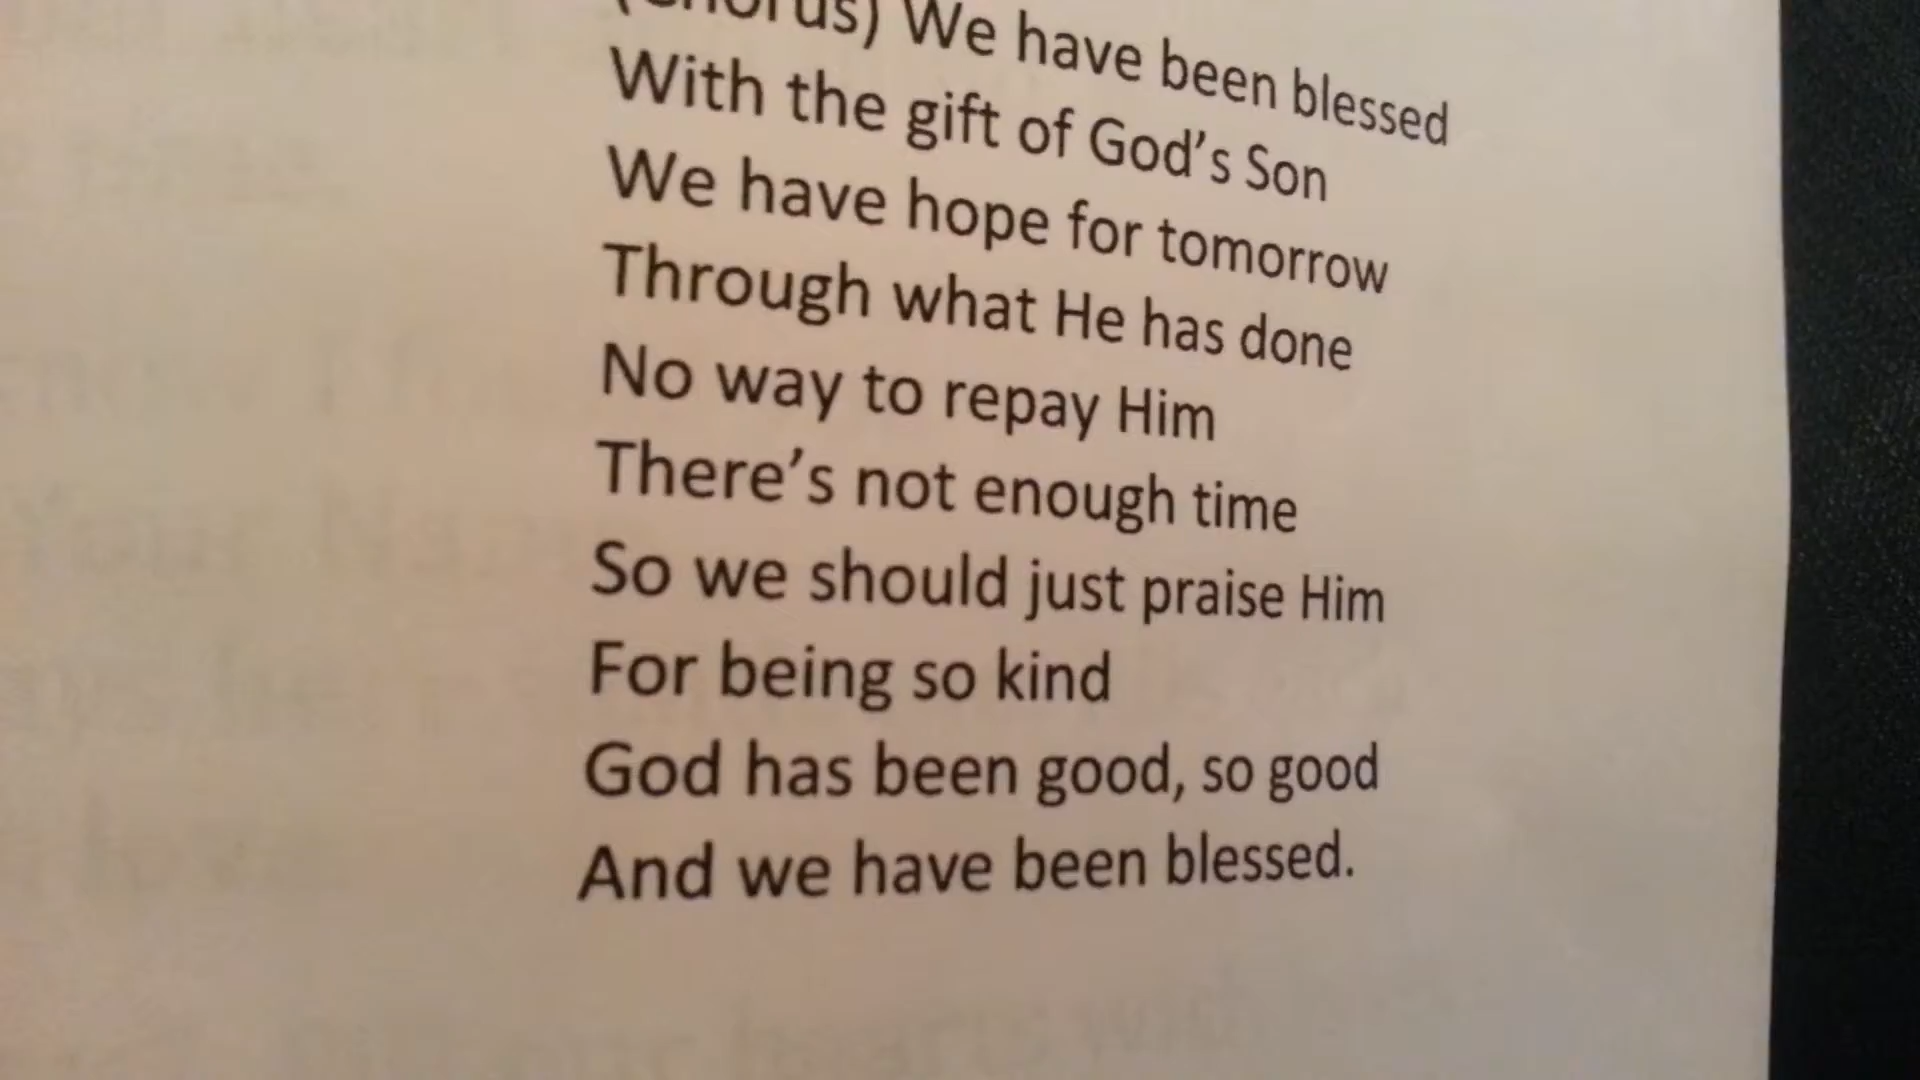 (Chorus) We have been blessed
With the gift of God’s Son
We have hope for tomorrow
Through what He has done
No way to repay Him
There’s not enough time
So we should just praise Him
For being so kind
God has been good, so good
And we have been blessed.